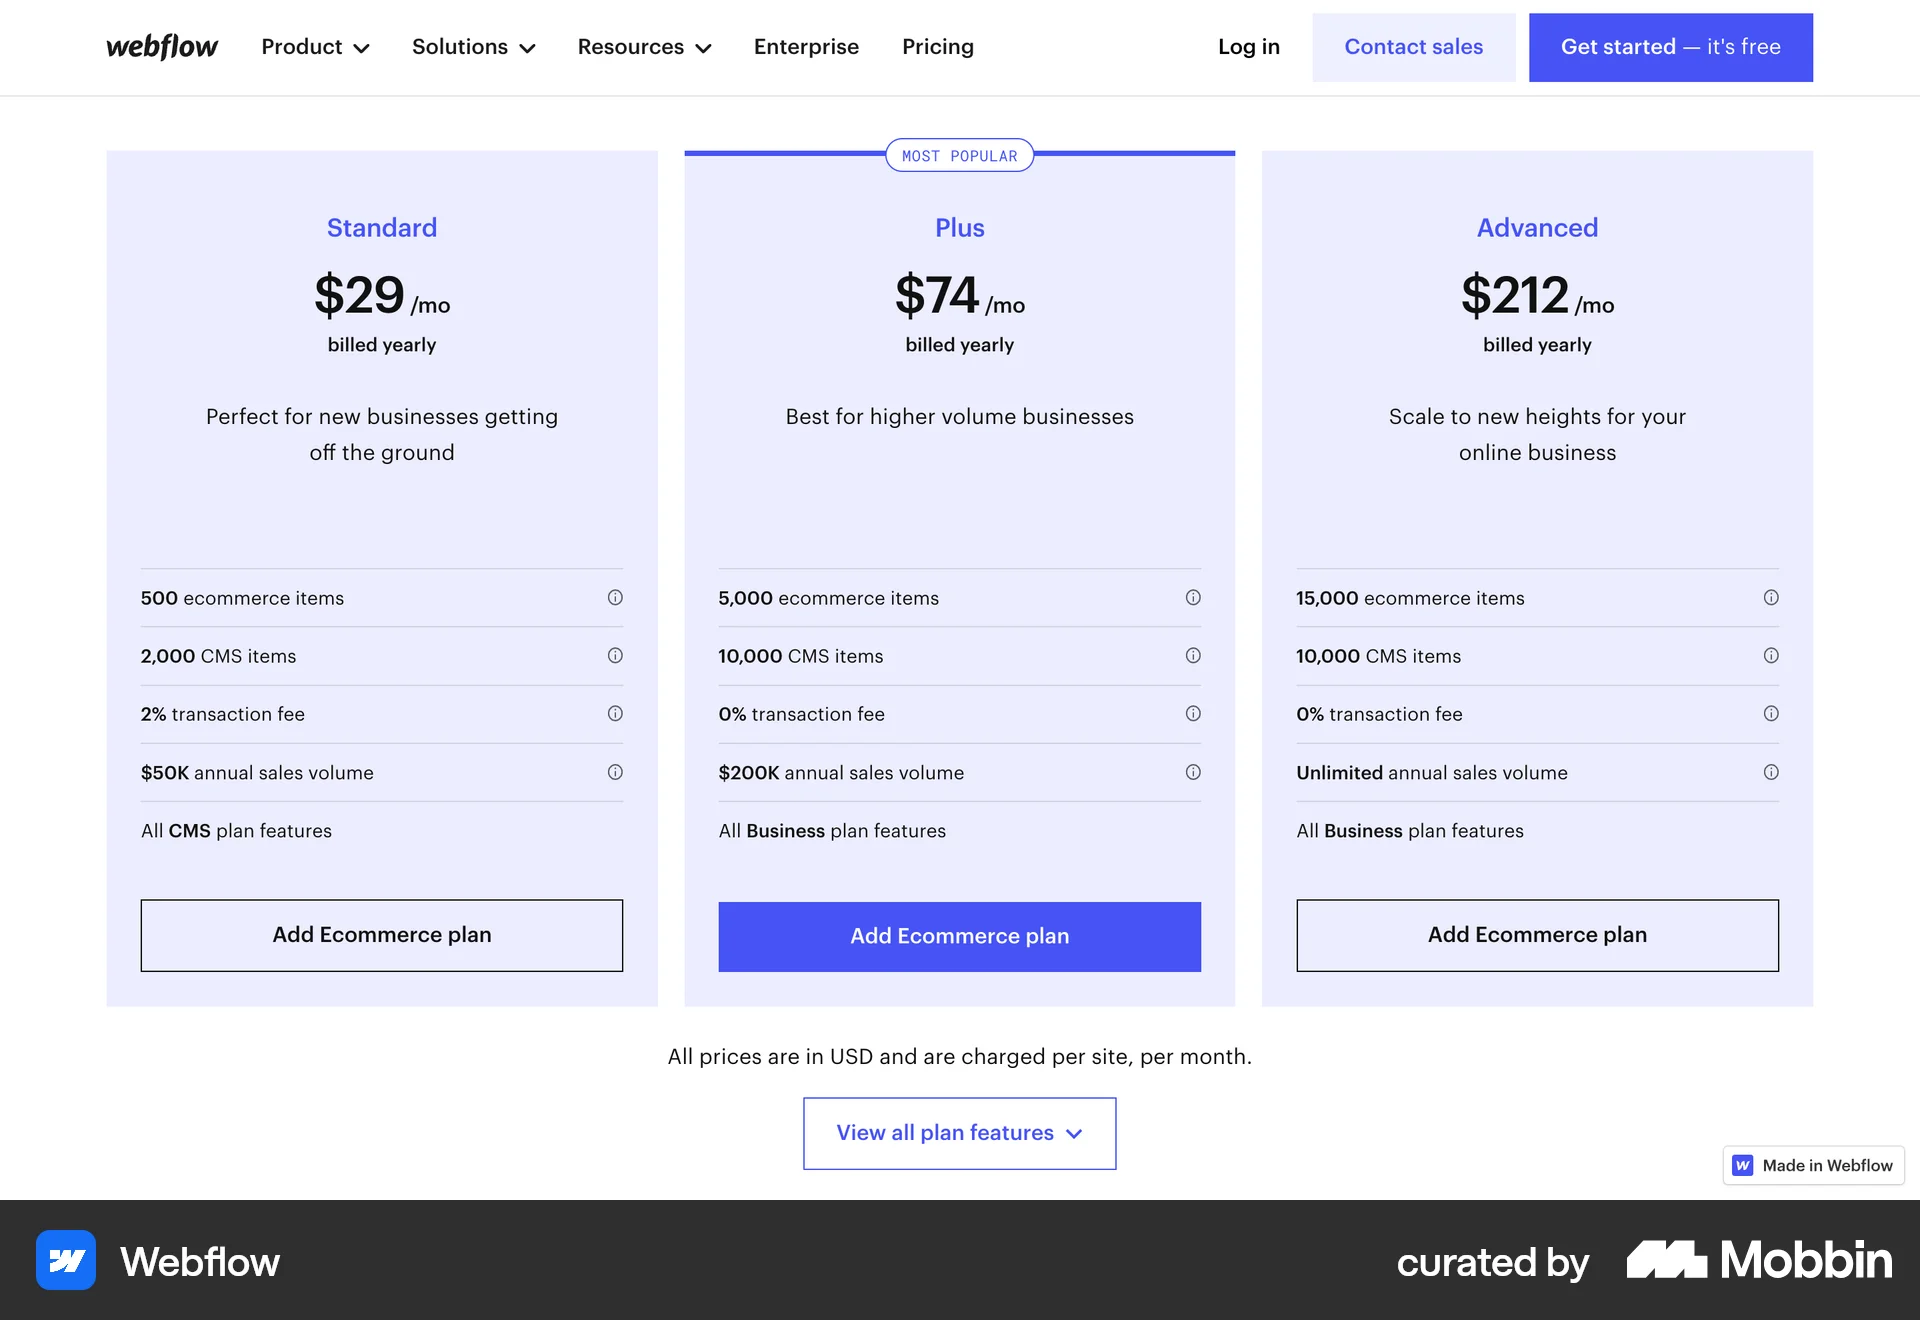 webflow
Product
Solutions
Resources
Enterprise
Pricing
Log in
Contact sales
Get started — it's free
Standard
$29 /mo
billed yearly
Perfect for new businesses getting
off the ground
500 ecommerce items
2,000 CMS items
2% transaction fee
$50K annual sales volume
All CMS plan features
Add Ecommerce plan
MOST POPULAR
Plus
$74 /mo
billed yearly
Best for higher volume businesses
5,000 ecommerce items
10,000 CMS items
0% transaction fee
$200K annual sales volume
All Business plan features
Add Ecommerce plan
Advanced
$212 /mo
billed yearly
Scale to new heights for your
online business
15,000 ecommerce items
10,000 CMS items
0% transaction fee
Unlimited annual sales volume
All Business plan features
Add Ecommerce plan
All prices are in USD and are charged per site, per month.
View all plan features
Made in Webflow
Webflow
curated by
Mobbin